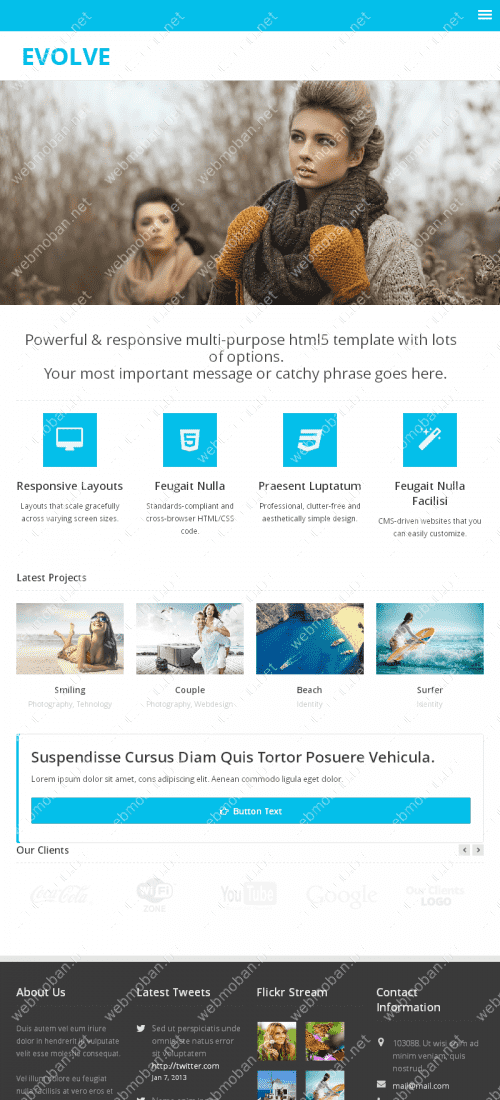 EVOLVE
Powerful & responsive multi-purpose html5 template with lots
of options.
Your most important message or catchy phrase goes here.
Responsive Layouts
Layouts that scale gracefully
across varying screen sizes.
Feugait Nulla
Standards-compliant and
cross-browser HTML/CSS
code.
Praesent Luptatum
Professional, clutter-free and
aesthetically simple design.
Feugait Nulla
Facilisi
CMS-driven websites that you
can easily customize.
Latest Projects
Smiling
Photography, Tehnology
Couple
Photography, Webdesign
Beach
Identity
Surfer
Identity
Suspendisse Cursus Diam Quis Tortor Posuere Vehicula.
Lorem ipsum dolor sit amet, cons adipiscing elit. Aenean commodo ligula eget dolor.
Button Text
Our Clients
Coca-Cola
Wi Fi
ZONE
YouTube
Google
Our Clients
LOGO
About Us
Duis autem vel eum iriure
dolor in hendrerit in vulputate
velit esse molestie consequat.
Vel illum dolore eu feugiat
nulla facilisis at vero eros et
Latest Tweets
Sed ut perspiciatis unde
omnis iste natus error
sit voluptatem
http://twitter.com
Jan 7, 2013
Flickr Stream
Contact
Information
103088, Ut wisi enim ad
minim veniam, quis
nostrud
mail@mail.com
webmoban.net